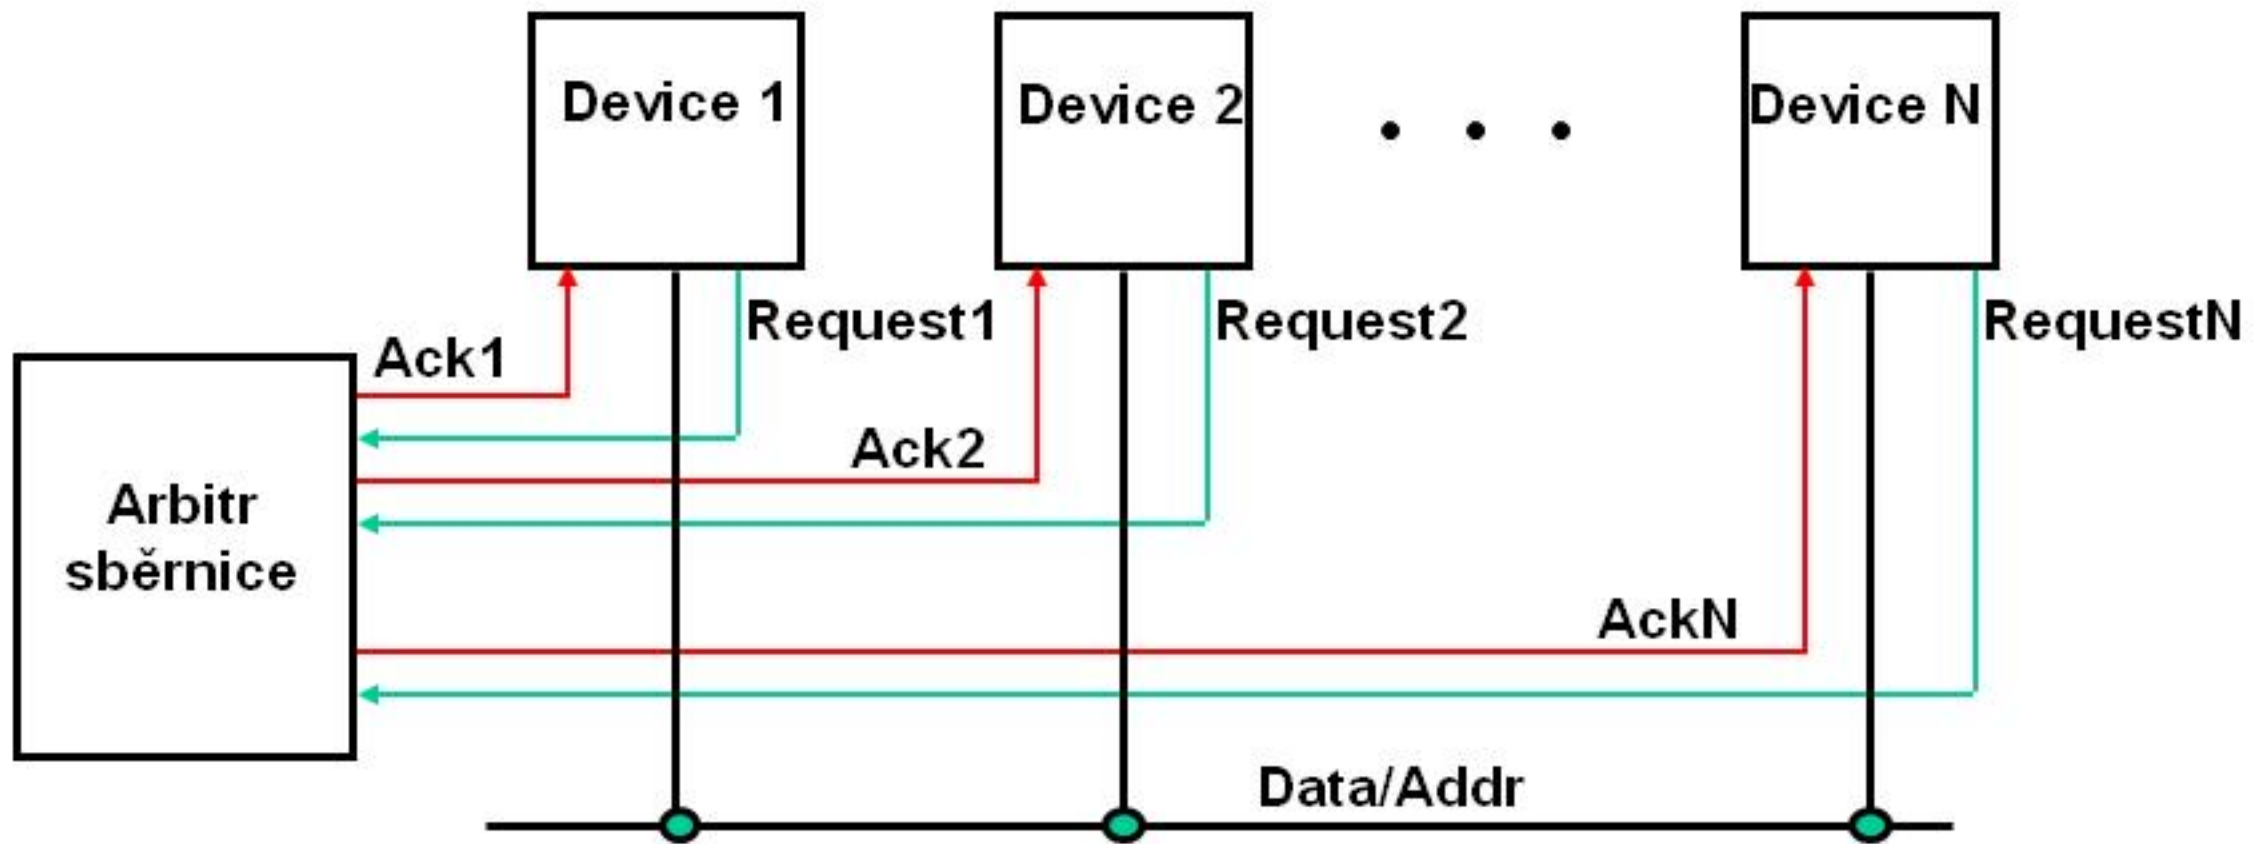 Device 1
Device 2
Device N
Request1
Request2
RequestN
Ack1
Ack2
Arbitr
sběrnice
AckN
Data/Addr